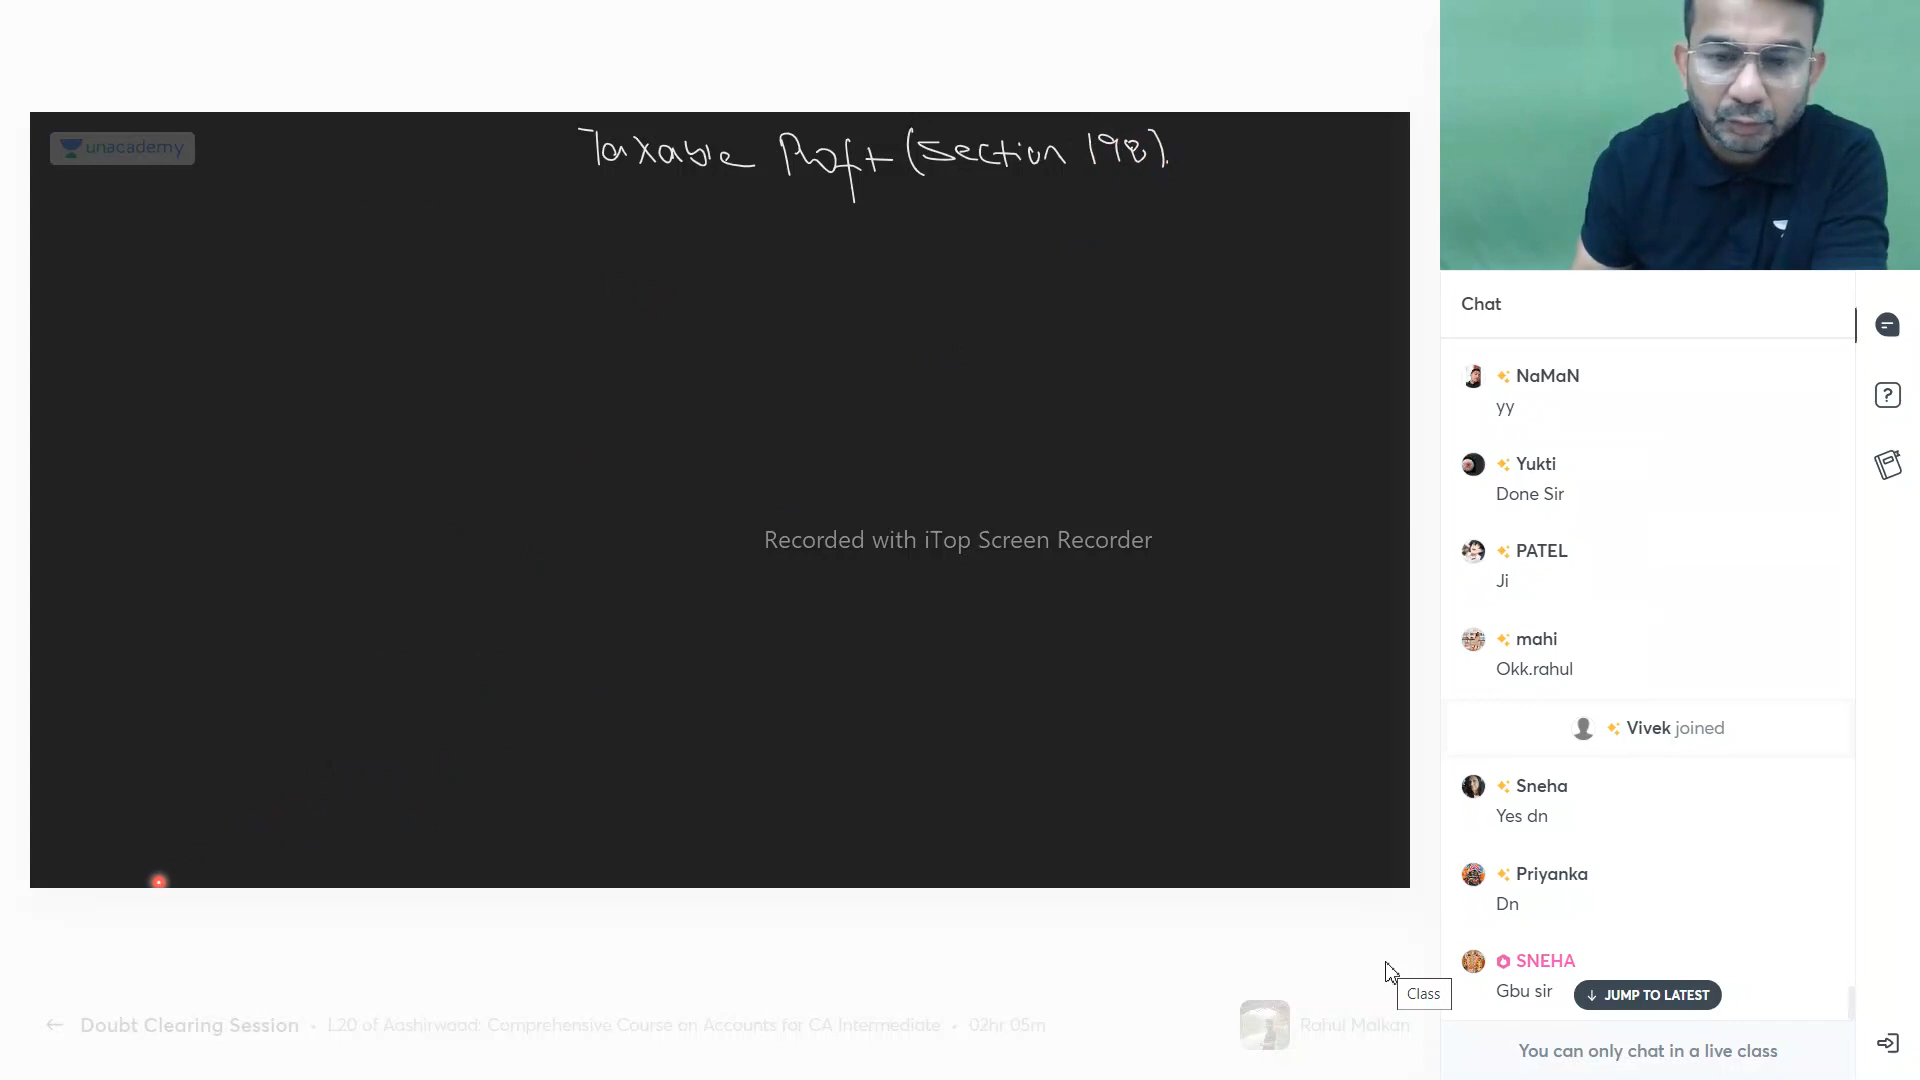 unacademy
Taxable Profit (Section 198).
Recorded with iTop Screen Recorder
Doubt Clearing Session • L20 of Aashirwaad: Comprehensive Course on Accounts for CA Intermediate • 02hr 05m
Rahul Malkan
Class
Chat
NaMaN
yy
Yukti
Done Sir
PATEL
Ji
mahi
Okk.rahul
Vivek joined
Sneha
Yes dn
Priyanka
Dn
SNEHA
Gbu sir
JUMP TO LATEST
You can only chat in a live class